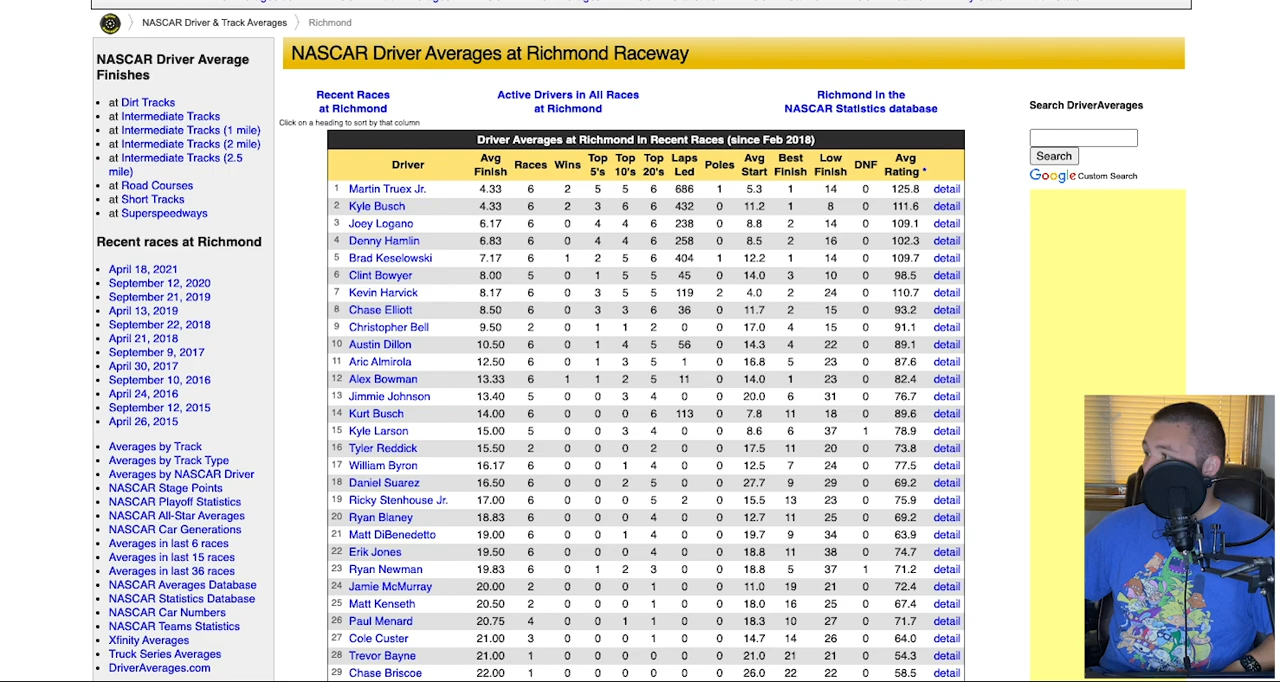 NASCAR Driver & Track Averages Richmond
NASCAR Driver Average
Finishes
at Dirt Tracks
at Intermediate Tracks
at Intermediate Tracks (1 mile)
at Intermediate Tracks (2 mile)
at Intermediate Tracks (2.5
mile)
at Road Courses
at Short Tracks
at Superspeedways
Recent races at Richmond
April 18, 2021
September 12, 2020
September 21, 2019
April 13, 2019
September 22, 2018
April 21, 2018
September 9, 2017
April 30, 2017
September 10, 2016
April 24, 2016
September 12, 2015
April 26, 2015
Averages by Track
Averages by Track Type
Averages by NASCAR Driver
NASCAR Stage Points
NASCAR Playoff Statistics
NASCAR All-Star Averages
NASCAR Car Generations
Averages in last 6 races
Averages in last 15 races
Averages in last 36 races
NASCAR Averages Database
NASCAR Statistics Database
NASCAR Car Numbers
NASCAR Teams Statistics
Xfinity Averages
Truck Series Averages
DriverAverages.com
NASCAR Driver Averages at Richmond Raceway
Recent Races
at Richmond
Active Drivers in All Races
at Richmond
Richmond in the
NASCAR Statistics database
Click on a heading to sort by that column
Driver Averages at Richmond in Recent Races (since Feb 2018)
Driver Avg Finish Races Wins Top 5's Top 10's Top 20's Laps Led Poles Avg Start Best Finish Low Finish DNF Avg Rating *
1 Martin Truex Jr. 4.33 6 2 5 5 6 686 1 5.3 1 14 0 125.8 detail
2 Kyle Busch 4.33 6 2 3 6 6 432 0 11.2 1 8 0 111.6 detail
3 Joey Logano 6.17 6 0 4 4 6 238 0 8.8 2 14 0 109.1 detail
4 Denny Hamlin 6.83 6 0 4 4 6 258 0 8.5 2 16 0 102.3 detail
5 Brad Keselowski 7.17 6 1 2 5 6 404 1 12.2 1 14 0 109.7 detail
6 Clint Bowyer 8.00 5 0 1 5 5 45 0 14.0 3 10 0 98.5 detail
7 Kevin Harvick 8.17 6 0 3 5 5 119 2 4.0 2 24 0 110.7 detail
8 Chase Elliott 8.50 6 0 3 3 6 36 0 11.7 2 15 0 93.2 detail
9 Christopher Bell 9.50 2 0 1 1 2 0 0 17.0 4 15 0 91.1 detail
10 Austin Dillon 10.50 6 0 1 4 5 56 0 14.3 4 22 0 89.1 detail
11 Aric Almirola 12.50 6 0 1 3 5 1 0 16.8 5 23 0 87.6 detail
12 Alex Bowman 13.33 6 1 1 2 5 11 0 14.0 1 23 0 82.4 detail
13 Jimmie Johnson 13.40 5 0 0 3 4 0 0 20.0 6 31 0 76.7 detail
14 Kurt Busch 14.00 6 0 0 0 6 113 0 7.8 11 18 0 89.6 detail
15 Kyle Larson 15.00 5 0 0 3 4 0 0 8.6 6 37 1 78.9 detail
16 Tyler Reddick 15.50 2 0 0 0 2 0 0 17.5 11 20 0 73.8 detail
17 William Byron 16.17 6 0 0 1 4 0 0 12.5 7 24 0 77.5 detail
18 Daniel Suarez 16.50 6 0 0 2 5 0 0 27.7 9 29 0 69.2 detail
19 Ricky Stenhouse Jr. 17.00 6 0 0 0 5 2 0 15.5 13 23 0 75.9 detail
20 Ryan Blaney 18.83 6 0 0 0 4 0 0 12.7 11 25 0 69.2 detail
21 Matt DiBenedetto 19.00 6 0 0 1 4 0 0 19.7 9 34 0 63.9 detail
22 Erik Jones 19.50 6 0 0 0 4 0 0 18.8 11 38 0 74.7 detail
23 Ryan Newman 19.83 6 0 1 2 3 0 0 18.8 5 37 1 71.2 detail
24 Jamie McMurray 20.00 2 0 0 0 1 0 0 11.0 19 21 0 72.4 detail
25 Matt Kenseth 20.50 2 0 0 0 1 0 0 18.0 16 25 0 67.4 detail
26 Paul Menard 20.75 4 0 0 1 1 0 0 18.3 10 27 0 71.7 detail
27 Cole Custer 21.00 3 0 0 0 1 0 0 14.7 14 26 0 64.0 detail
28 Trevor Bayne 21.00 1 0 0 0 0 0 0 21.0 21 21 0 54.3 detail
29 Chase Briscoe 22.00 1 0 0 0 0 0 0 26.0 22 22 0 58.5 detail
Search DriverAverages
Search
Google Custom Search